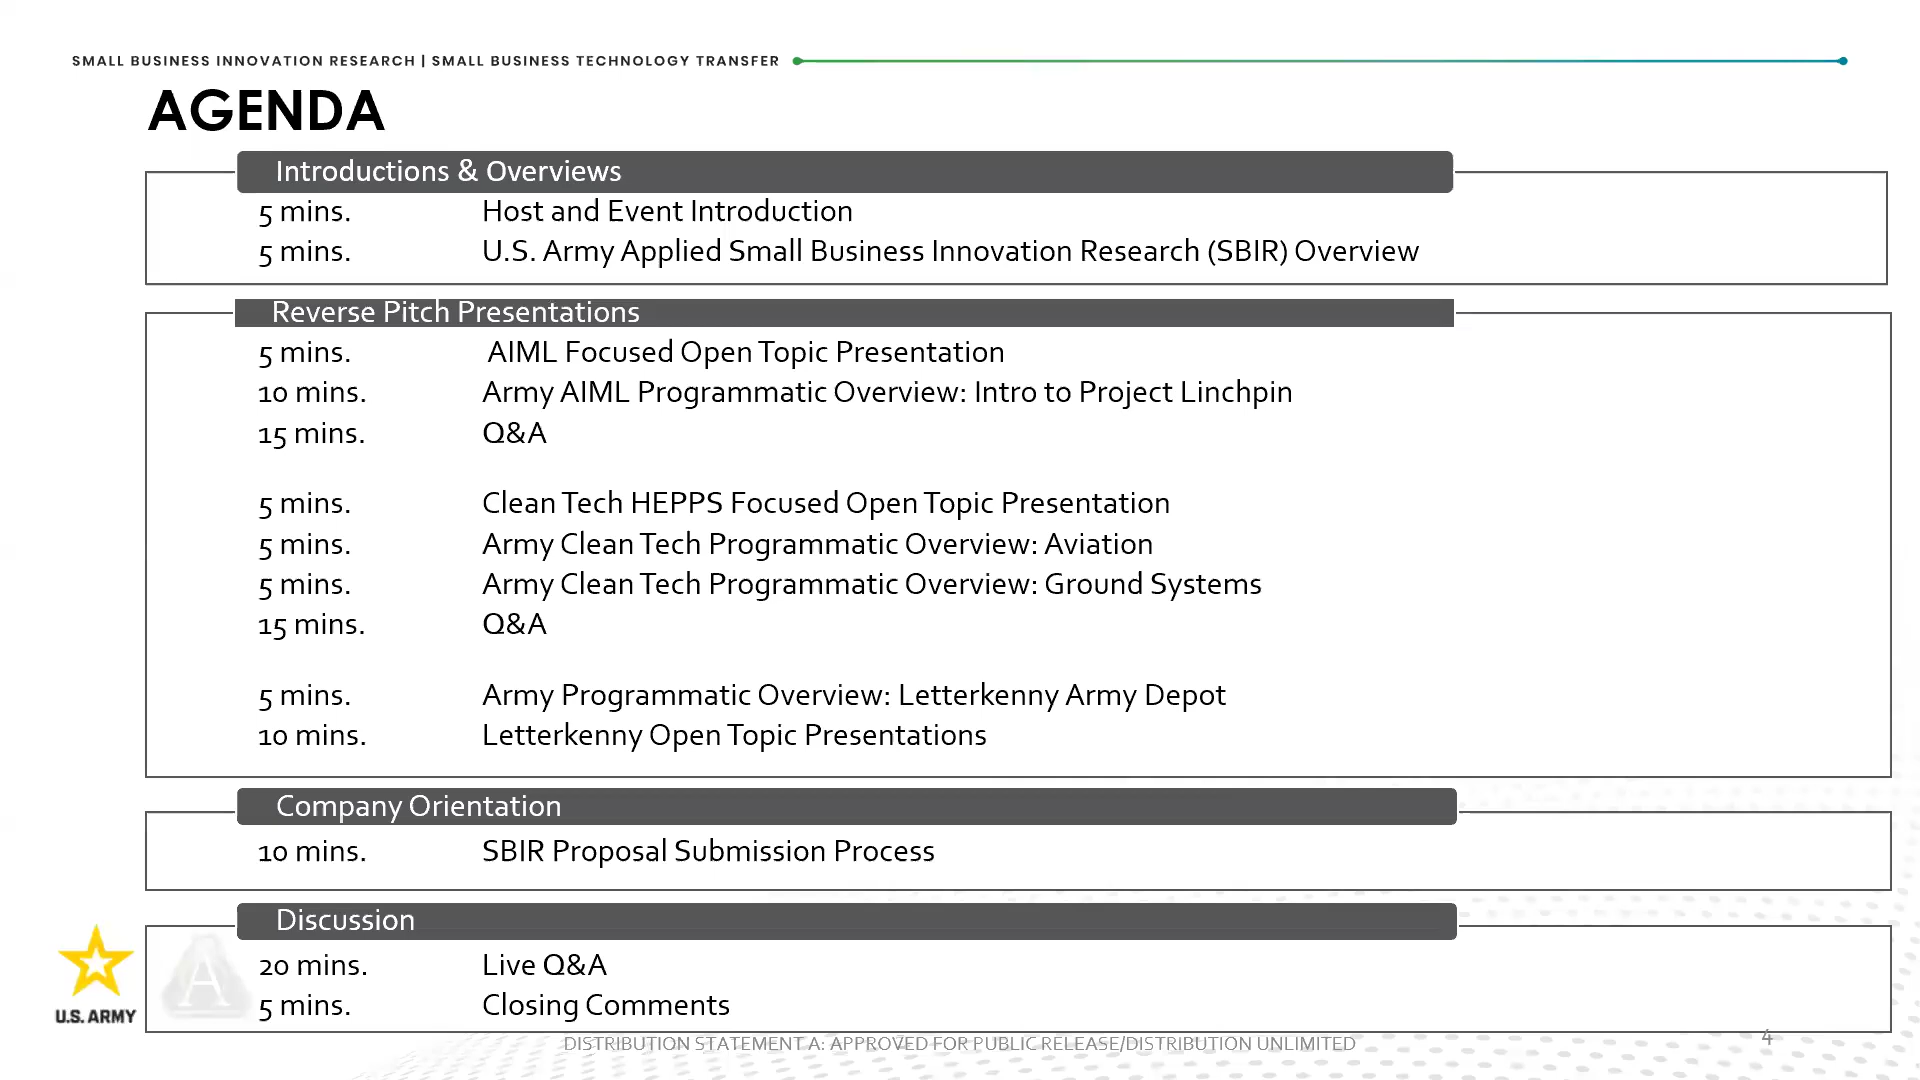 SMALL BUSINESS INNOVATION RESEARCH | SMALL BUSINESS TECHNOLOGY TRANSFER
AGENDA
Introductions & Overviews
5 mins. Host and Event Introduction
5 mins. U.S. Army Applied Small Business Innovation Research (SBIR) Overview
Reverse Pitch Presentations
5 mins. AIML Focused Open Topic Presentation
10 mins. Army AIML Programmatic Overview: Intro to Project Linchpin
15 mins. Q&A
5 mins. Clean Tech HEPPS Focused Open Topic Presentation
5 mins. Army Clean Tech Programmatic Overview: Aviation
5 mins. Army Clean Tech Programmatic Overview: Ground Systems
15 mins. Q&A
5 mins. Army Programmatic Overview: Letterkenny Army Depot
10 mins. Letterkenny Open Topic Presentations
Company Orientation
10 mins. SBIR Proposal Submission Process
Discussion
20 mins. Live Q&A
5 mins. Closing Comments
A
U.S. ARMY
DISTRIBUTION STATEMENT A: APPROVED FOR PUBLIC RELEASE/DISTRIBUTION UNLIMITED
4